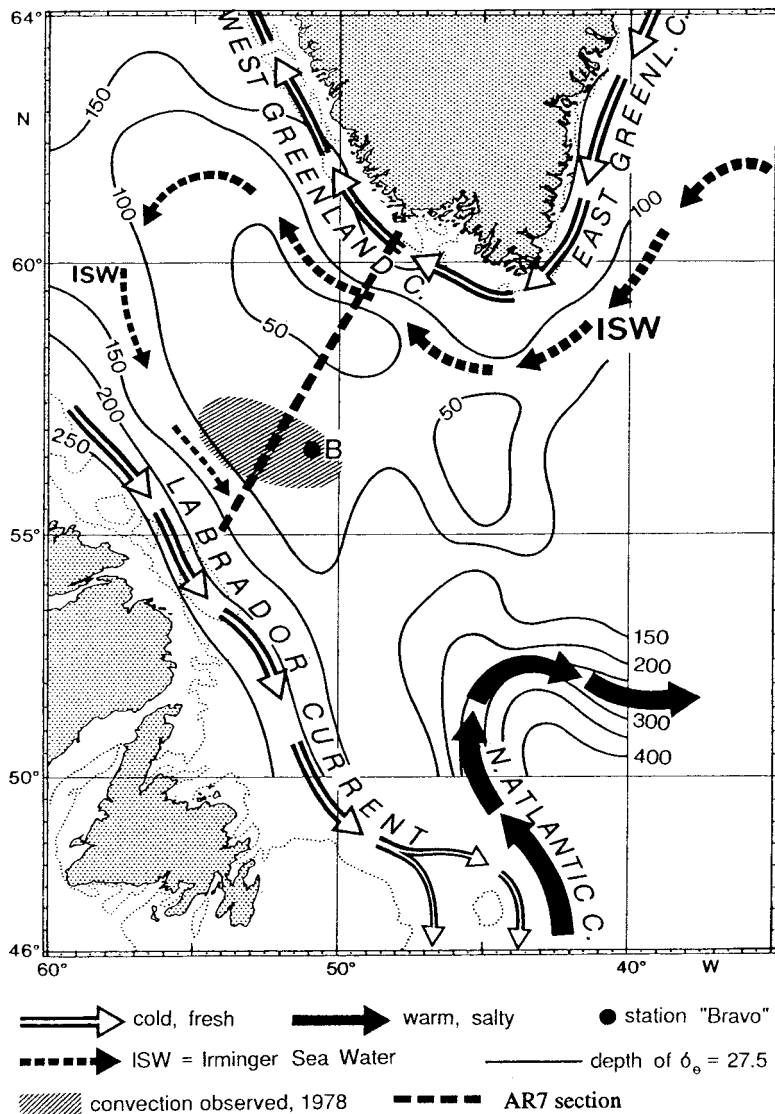 64°
N
60°
55°
50°
46°
60°
50°
40°
W
WEST GREENLAND C.
EAST GREENL. C.
150
100
100
ISW
ISW
50
50
150
200
250
B
LABRADOR CURRENT
N. ATLANTIC C.
150
200
300
400
cold, fresh
warm, salty
station "Bravo"
ISW = Irminger Sea Water
depth of ϭθ = 27.5
convection observed, 1978
AR7 section